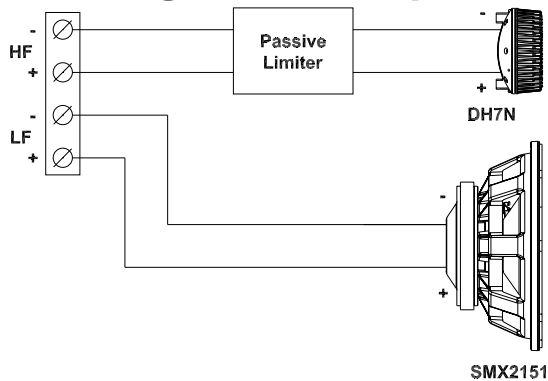 -
HF
+
-
LF
+
Passive
Limiter
-
+
DH7N
-
+
SMX2151